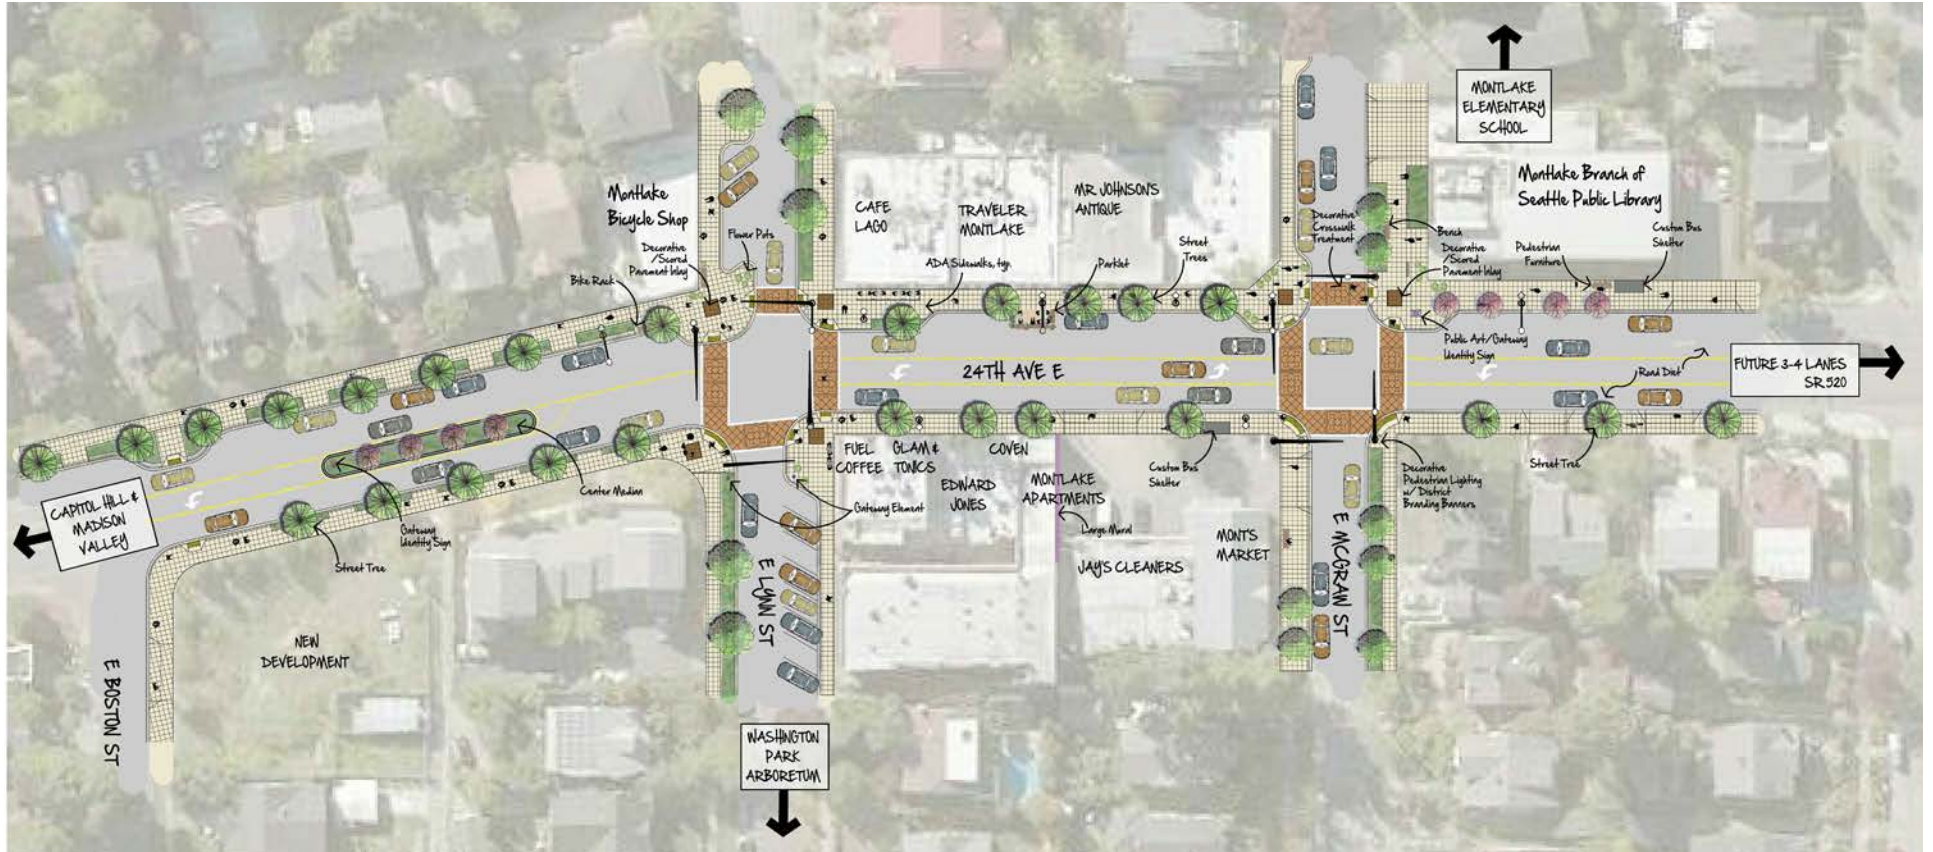 MONTLAKE
ELEMENTARY
SCHOOL
Montlake
Bicycle Shop
Decorative
/Scored
Pavement Inlay
Bike Rack
Flower Pots
CAFE
LAGO
TRAVELER
MONTLAKE
MR JOHNSON'S
ANTIQUE
ADA Sidewalks, typ.
Parklet
Street
Trees
Decorative
Crosswalk
Treatment
Bench
Decorative
/Scored
Pavement Inlay
Montlake Branch of
Seattle Public Library
Pedestrian
Furniture
Custom Bus
Shelter
Public Art/Gateway
Identity Sign
24TH AVE E
Road Diet
FUTURE 3-4 LANES
SR 520
CAPITOL HILL &
MADISON
VALLEY
Gateway
Identity Sign
Street Tree
Center Median
FUEL
COFFEE
GLAM &
TONICS
COVEN
EDWARD
JONES
MONTLAKE
APARTMENTS
Gateway Element
Large Mural
Custom Bus
Shelter
MONT'S
MARKET
JAY'S CLEANERS
Decorative
Pedestrian Lighting
w/ District
Branding Banners
Street Tree
E LYNN ST
E MCGRAW ST
NEW
DEVELOPMENT
E BOSTON ST
WASHINGTON
PARK
ARBORETUM